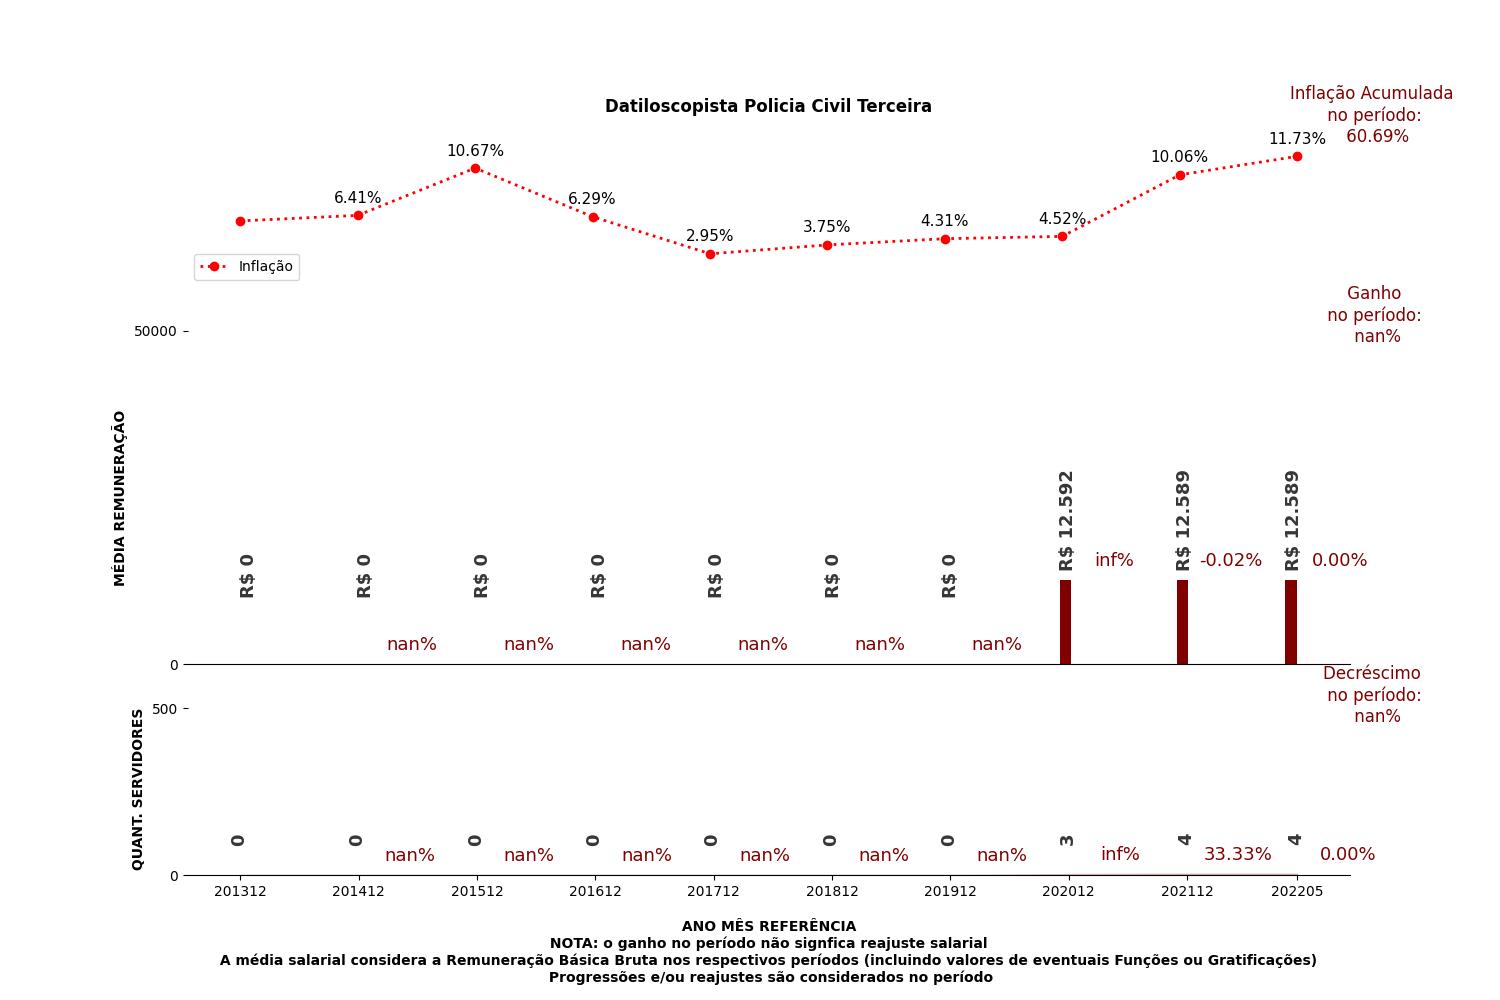 Datiloscopista Policia Civil Terceira
Inflação Acumulada
no período:
60.69%
6.41%
10.67%
6.29%
2.95%
3.75%
4.31%
4.52%
10.06%
11.73%
Inflação
Ganho
no período:
nan%
50000
0
MÉDIA REMUNERAÇÃO
R$ 0
R$ 0
R$ 0
R$ 0
R$ 0
R$ 0
R$ 0
R$ 12.592
R$ 12.589
R$ 12.589
nan%
nan%
nan%
nan%
nan%
nan%
inf%
-0.02%
0.00%
Decréscimo
no período:
nan%
500
0
QUANT. SERVIDORES
0
0
0
0
0
0
0
3
4
4
nan%
nan%
nan%
nan%
nan%
nan%
inf%
33.33%
0.00%
201312
201412
201512
201612
201712
201812
201912
202012
202112
202205
ANO MÊS REFERÊNCIA
NOTA: o ganho no período não signfica reajuste salarial
A média salarial considera a Remuneração Básica Bruta nos respectivos períodos (incluindo valores de eventuais Funções ou Gratificações)
Progressões e/ou reajustes são considerados no período